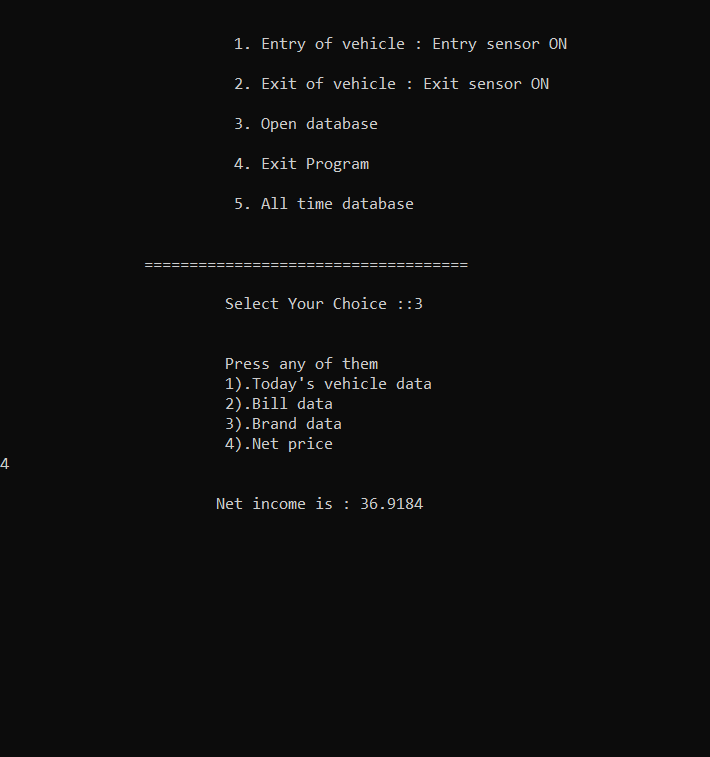 1. Entry of vehicle : Entry sensor ON
2. Exit of vehicle : Exit sensor ON
3. Open database
4. Exit Program
5. All time database
====================================
Select Your Choice ::3
Press any of them
1).Today's vehicle data
2).Bill data
3).Brand data
4).Net price
4
Net income is : 36.9184